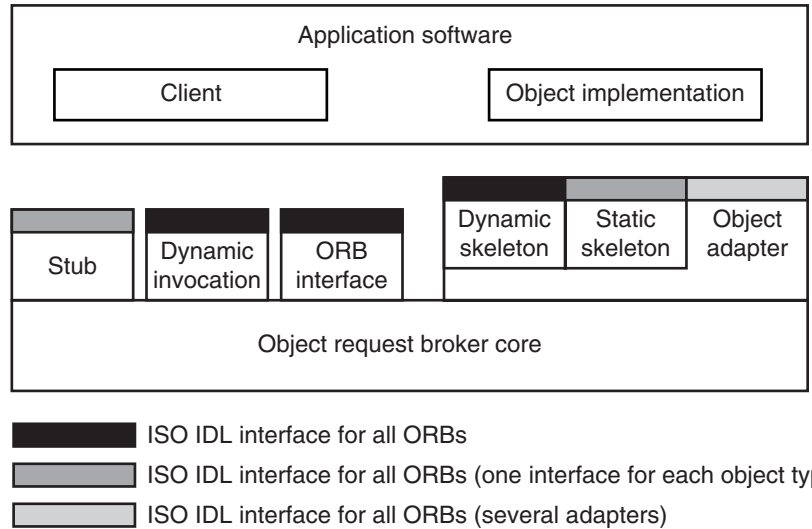 Application software
Client
Object implementation
Stub
Dynamic
invocation
ORB
interface
Dynamic
skeleton
Static
skeleton
Object
adapter
Object request broker core
ISO IDL interface for all ORBs
ISO IDL interface for all ORBs (one interface for each object
ISO IDL interface for all ORBs (several adapters)